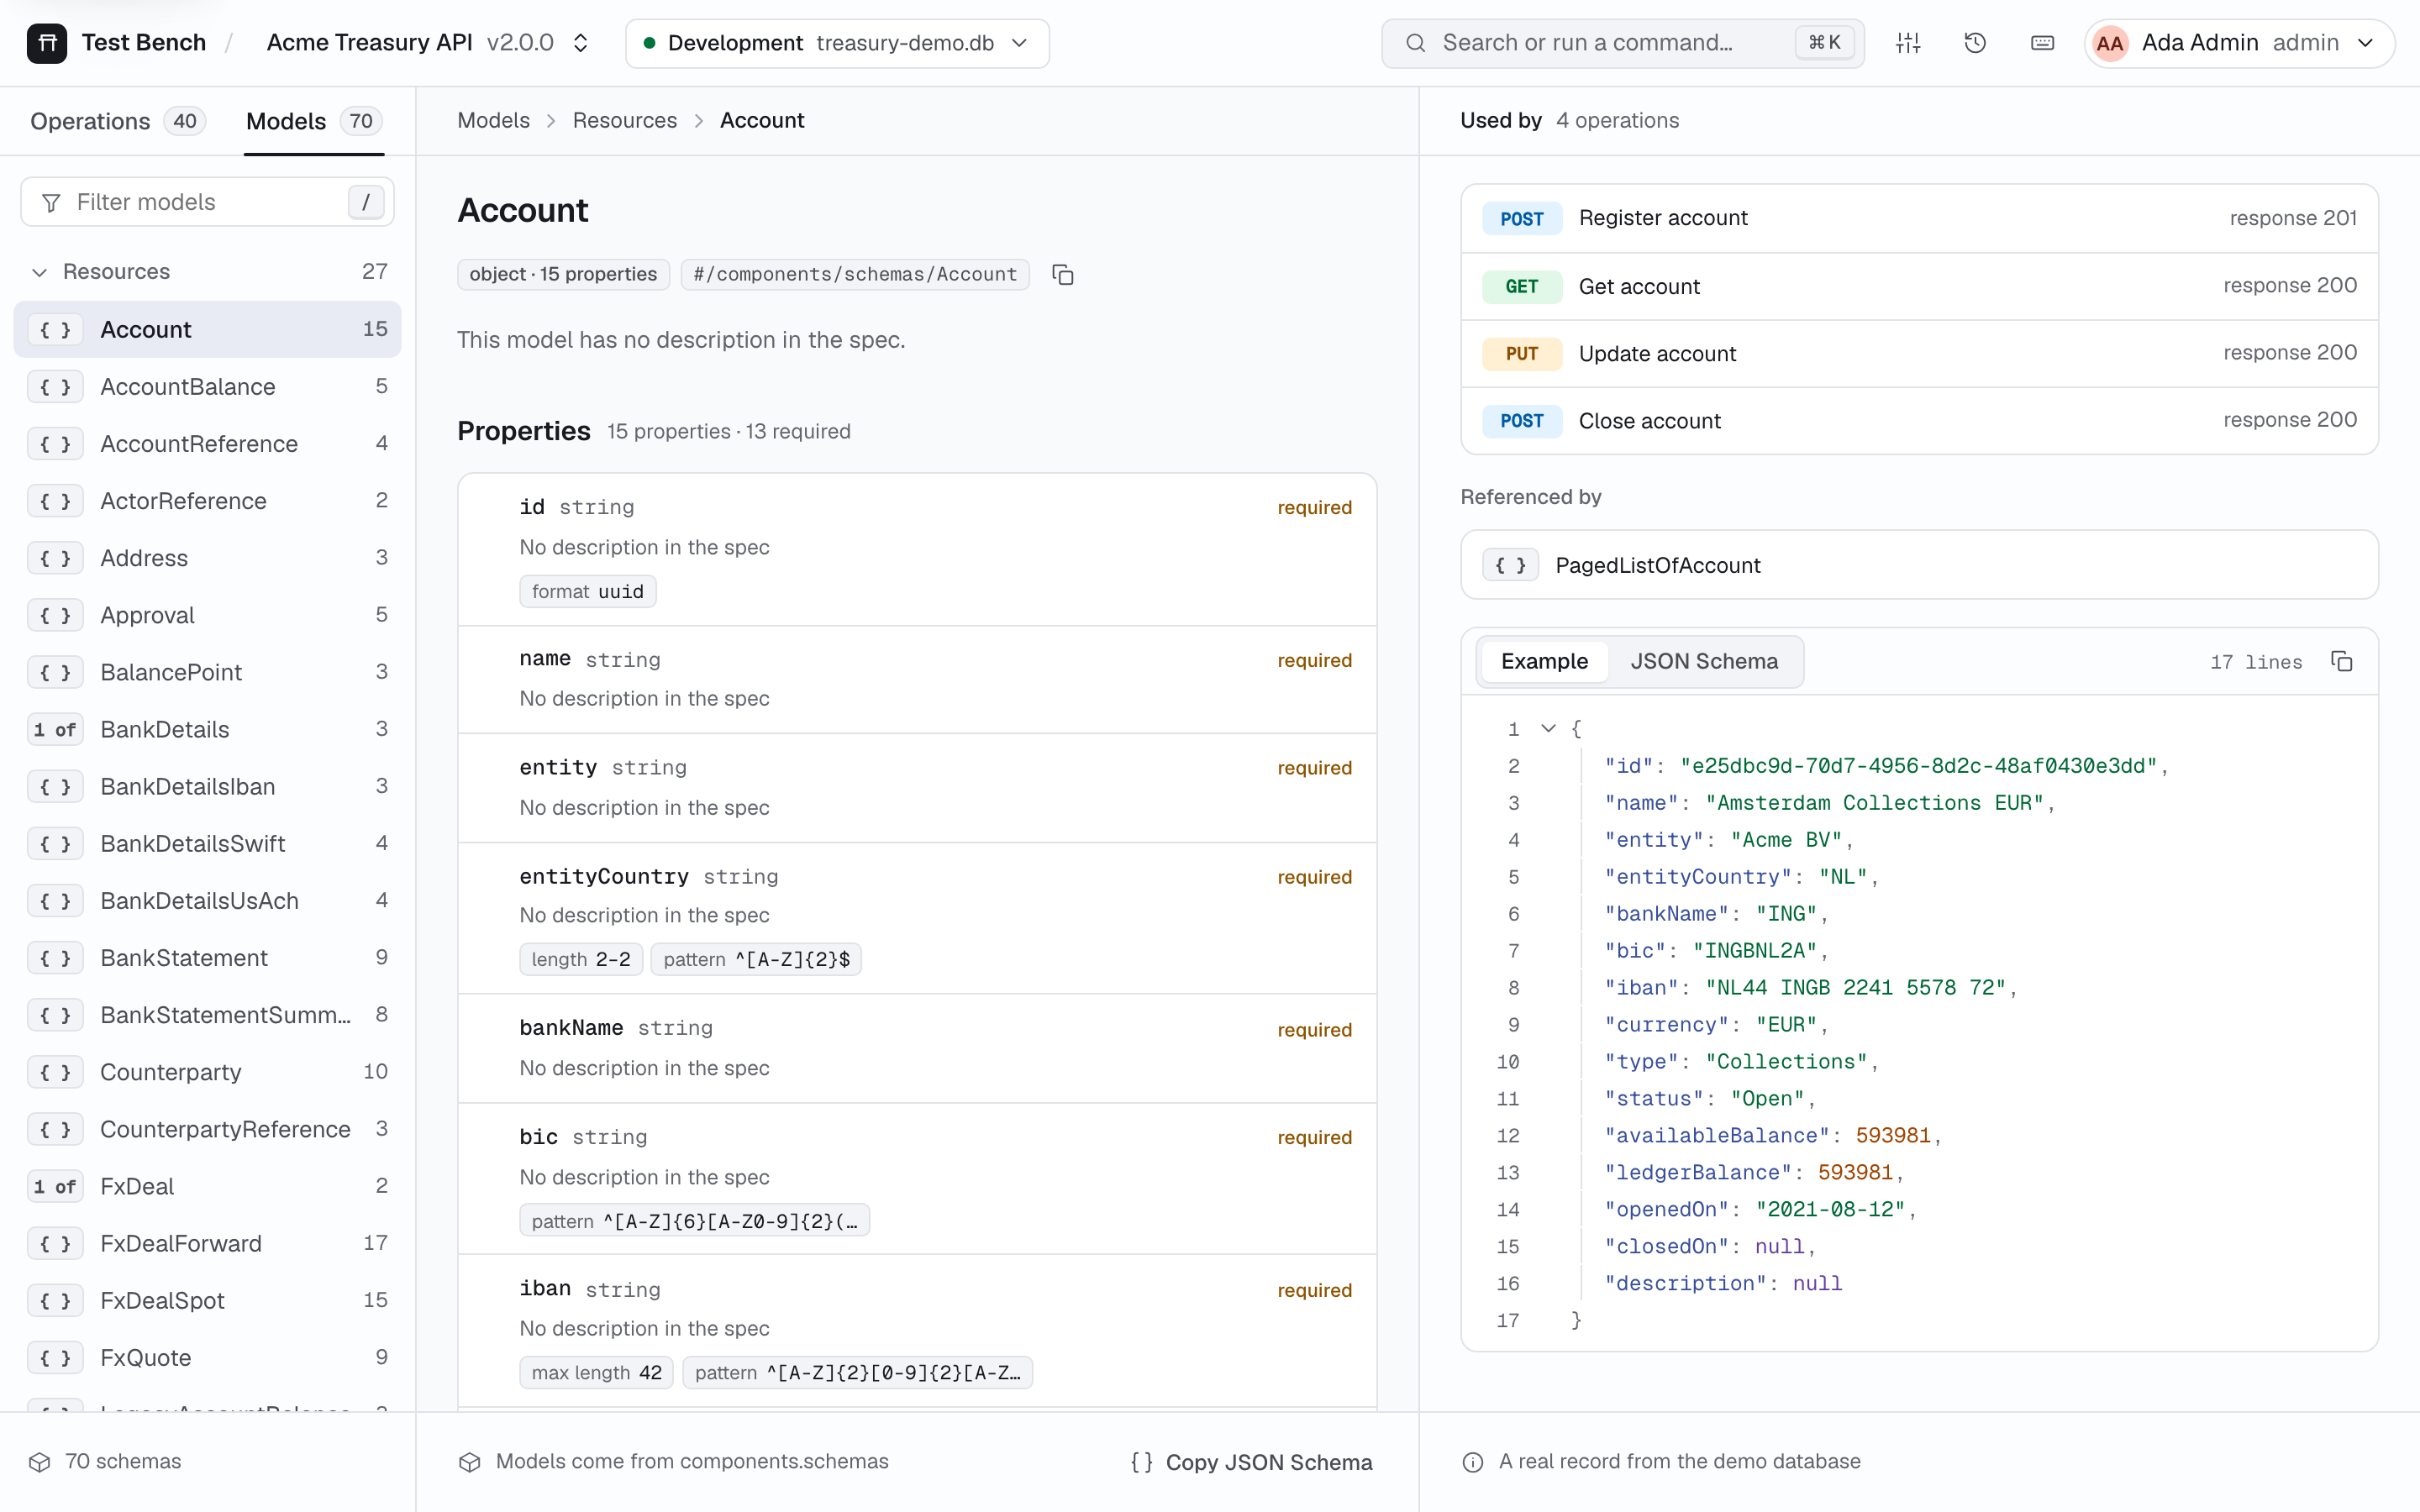 Test Bench / Acme Treasury API v2.0.0
Development treasury-demo.db
Search or run a command... ⌘K
AA Ada Admin admin
Operations 40 Models 70
Filter models /
Resources 27
{ } Account 15
{ } AccountBalance 5
{ } AccountReference 4
{ } ActorReference 2
{ } Address 3
{ } Approval 5
{ } BalancePoint 3
1 of BankDetails 3
{ } BankDetailsIban 3
{ } BankDetailsSwift 4
{ } BankDetailsUsAch 4
{ } BankStatement 9
{ } BankStatementSumm... 8
{ } Counterparty 10
{ } CounterpartyReference 3
1 of FxDeal 2
{ } FxDealForward 17
{ } FxDealSpot 15
{ } FxQuote 9
70 schemas
Models > Resources > Account
Account
object · 15 properties #/components/schemas/Account
This model has no description in the spec.
Properties 15 properties · 13 required
id string required
No description in the spec
format uuid
name string required
No description in the spec
entity string required
No description in the spec
entityCountry string required
No description in the spec
length 2–2 pattern ^[A-Z]{2}$
bankName string required
No description in the spec
bic string required
No description in the spec
pattern ^[A-Z]{6}[A-Z0-9]{2}(…
iban string required
No description in the spec
max length 42 pattern ^[A-Z]{2}[0-9]{2}[A-Z…
Models come from components.schemas
{} Copy JSON Schema
Used by 4 operations
POST Register account response 201
GET Get account response 200
PUT Update account response 200
POST Close account response 200
Referenced by
{ } PagedListOfAccount
Example JSON Schema 17 lines
1 {
2 "id": "e25dbc9d-70d7-4956-8d2c-48af0430e3dd",
3 "name": "Amsterdam Collections EUR",
4 "entity": "Acme BV",
5 "entityCountry": "NL",
6 "bankName": "ING",
7 "bic": "INGBNL2A",
8 "iban": "NL44 INGB 2241 5578 72",
9 "currency": "EUR",
10 "type": "Collections",
11 "status": "Open",
12 "availableBalance": 593981,
13 "ledgerBalance": 593981,
14 "openedOn": "2021-08-12",
15 "closedOn": null,
16 "description": null
17 }
A real record from the demo database